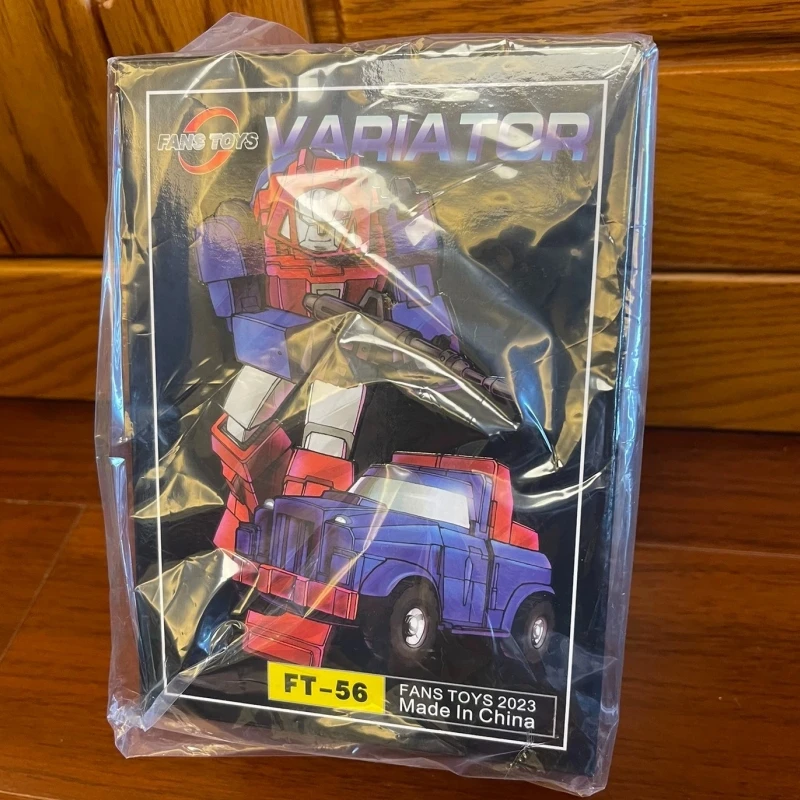 FANS TOYS
VARIATOR
FT-56
FANS TOYS 2023
Made In China